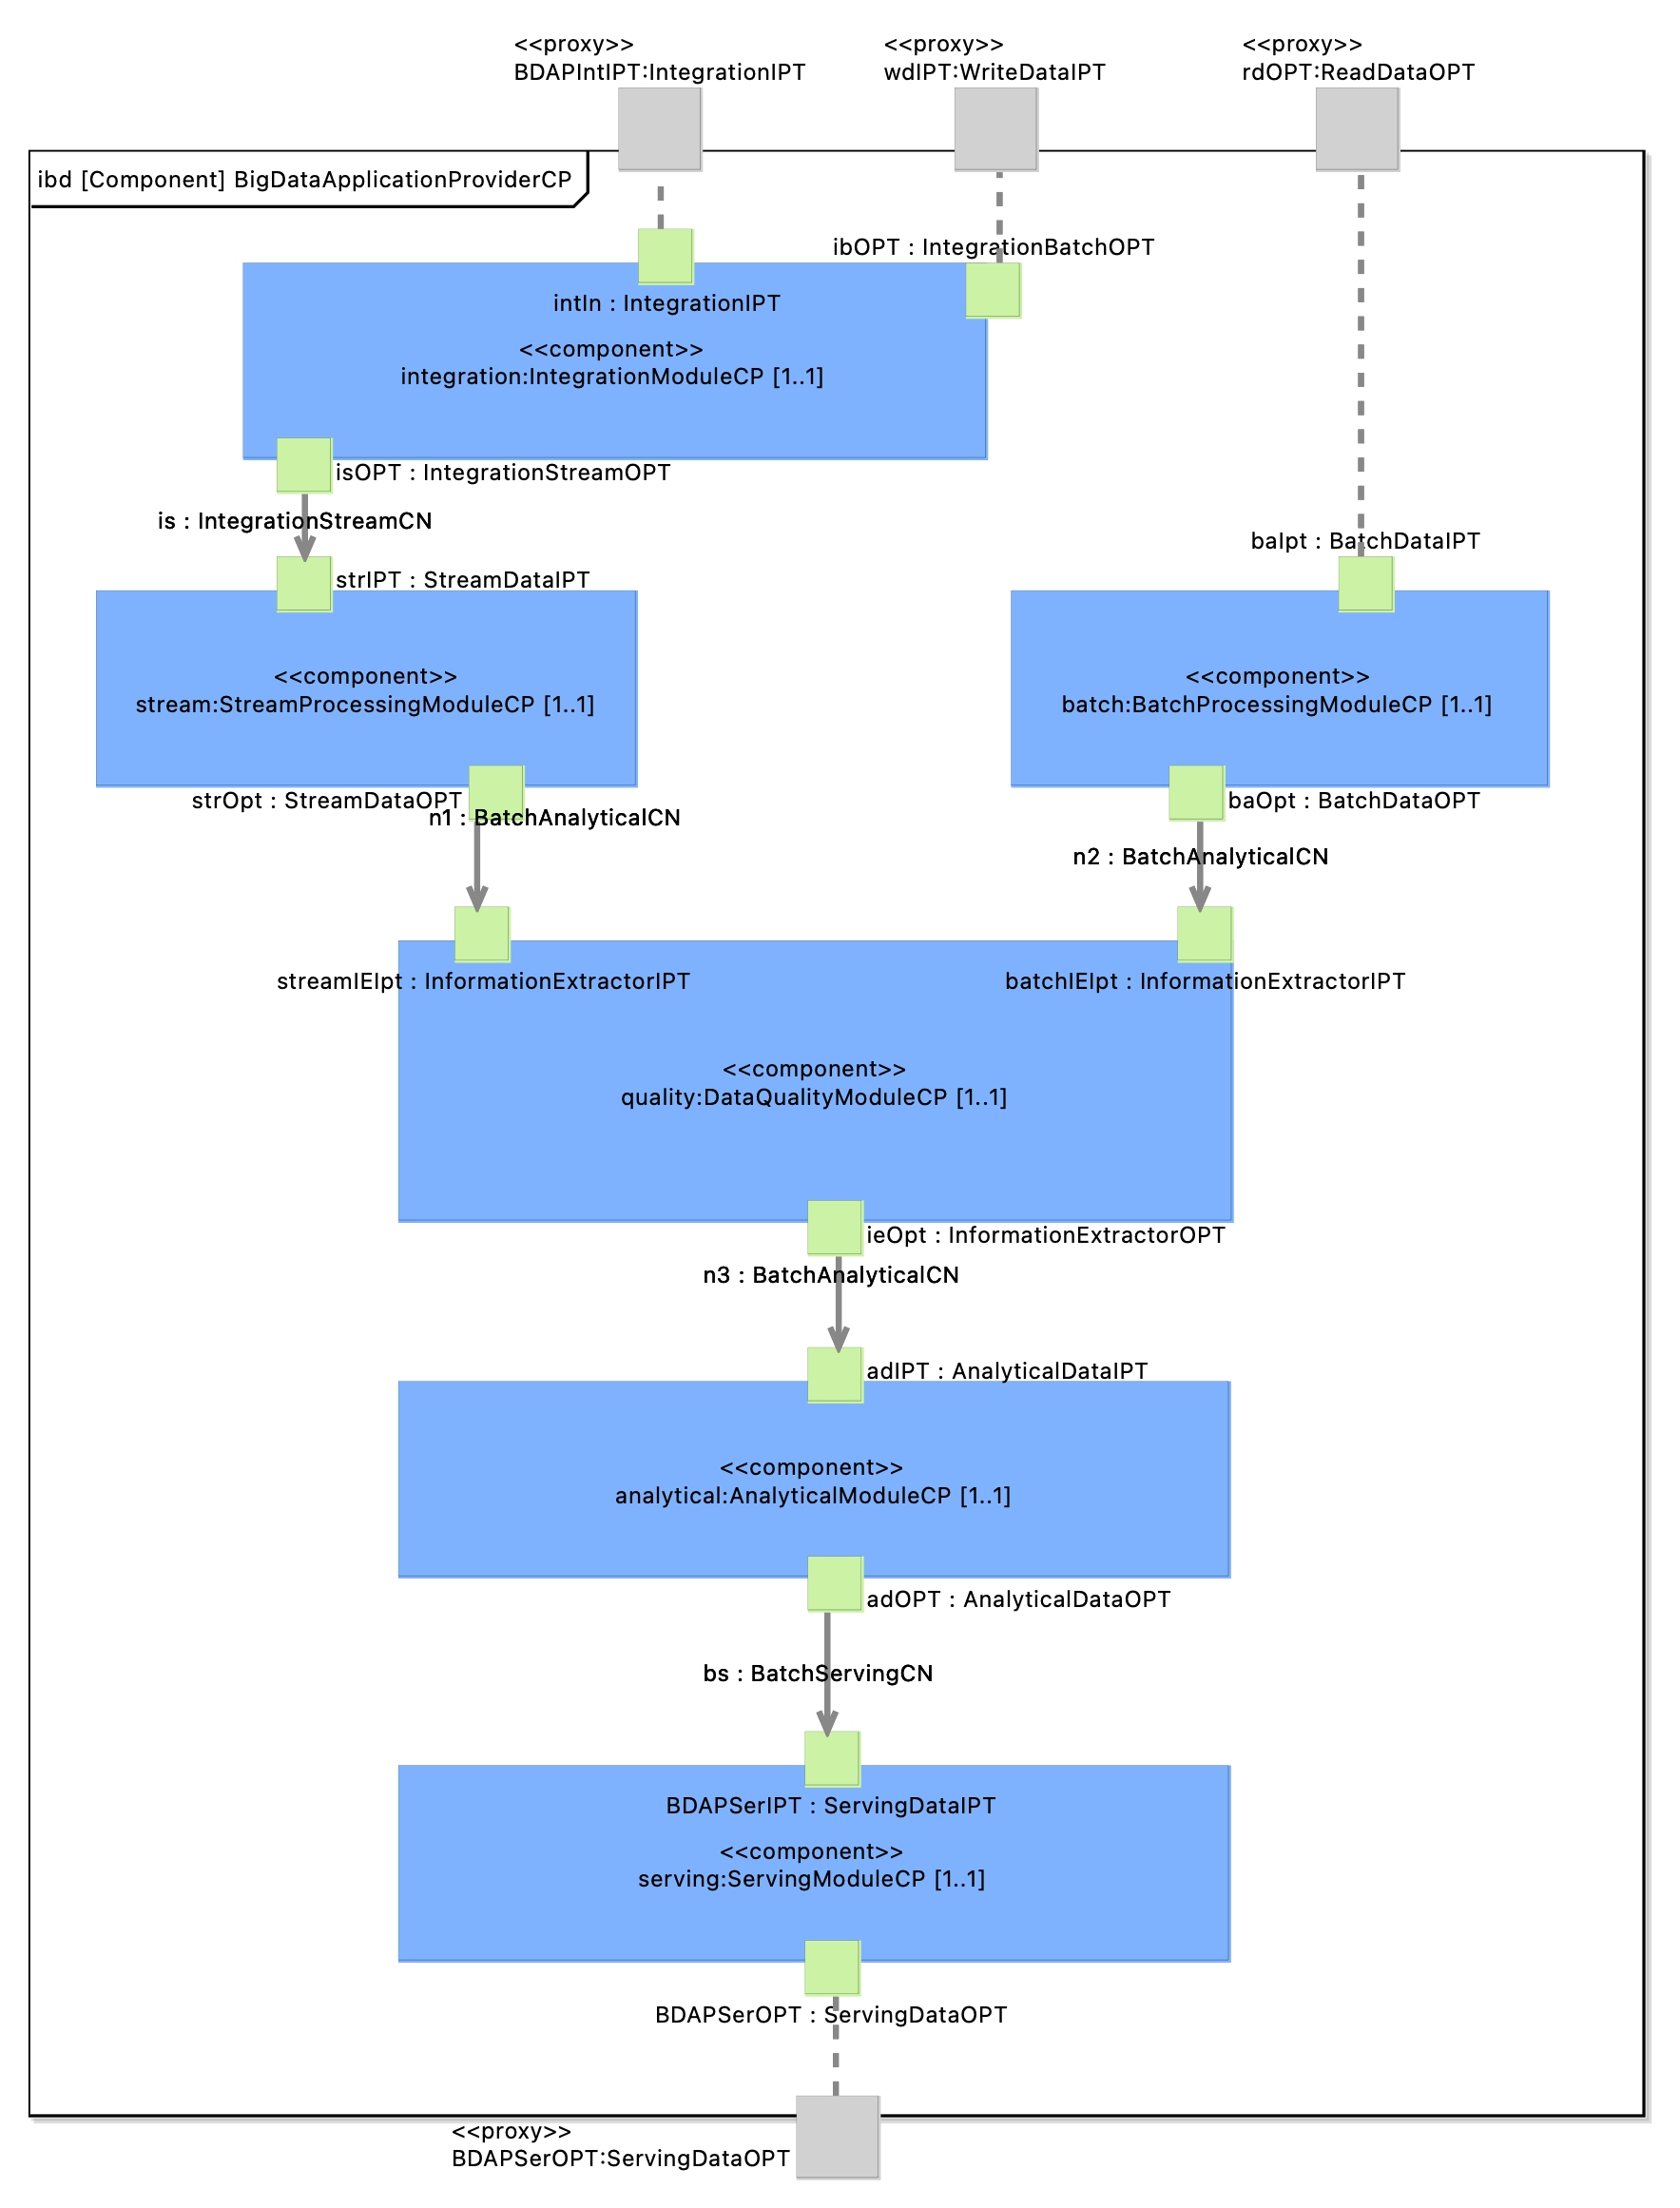 <<proxy>>
BDAPIntIPT:IntegrationIPT
<<proxy>>
wdIPT:WriteDataIPT
<<proxy>>
rdOPT:ReadDataOPT
ibd [Component] BigDataApplicationProviderCP
ibOPT : IntegrationBatchOPT
intIn : IntegrationIPT
<<component>>
integration:IntegrationModuleCP [1..1]
isOPT : IntegrationStreamOPT
is : IntegrationStreamCN
baIpt : BatchDataIPT
strIPT : StreamDataIPT
<<component>>
stream:StreamProcessingModuleCP [1..1]
<<component>>
batch:BatchProcessingModuleCP [1..1]
strOpt : StreamDataOPT
n1 : BatchAnalyticalCN
baOpt : BatchDataOPT
n2 : BatchAnalyticalCN
streamIEIpt : InformationExtractorIPT
batchIEIpt : InformationExtractorIPT
<<component>>
quality:DataQualityModuleCP [1..1]
ieOpt : InformationExtractorOPT
n3 : BatchAnalyticalCN
adIPT : AnalyticalDataIPT
<<component>>
analytical:AnalyticalModuleCP [1..1]
adOPT : AnalyticalDataOPT
bs : BatchServingCN
BDAPSerIPT : ServingDataIPT
<<component>>
serving:ServingModuleCP [1..1]
BDAPSerOPT : ServingDataOPT
<<proxy>>
BDAPSerOPT:ServingDataOPT